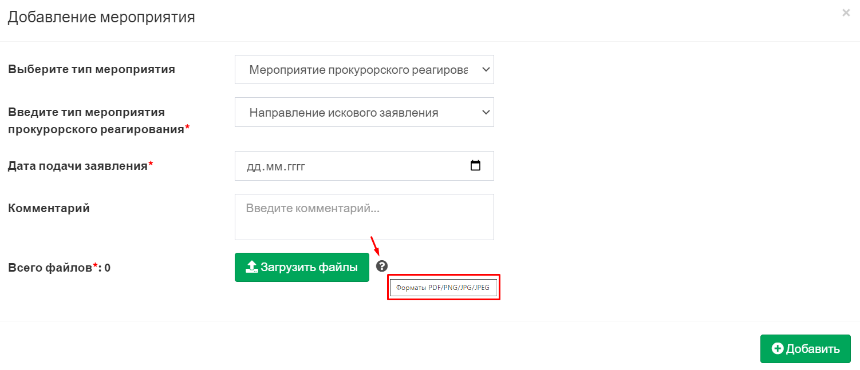 Добавление мероприятия
×
Выберите тип мероприятия
Мероприятие прокурорского реагирова
Введите тип мероприятия
прокурорского реагирования*
Направление искового заявления
Дата подачи заявления*
дд.мм.гггг
Комментарий
Введите комментарий...
Всего файлов*: 0
Загрузить файлы
?
Форматы PDF/PNG/JPG/JPEG
Добавить